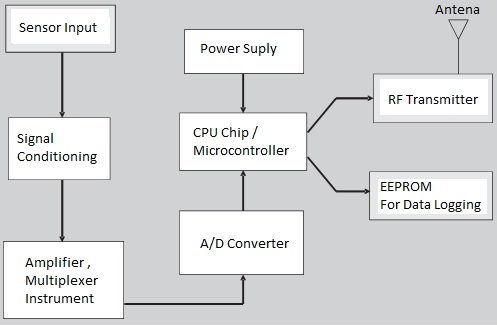 Sensor Input
Signal
Conditioning
Amplifier ,
Multiplexer
Instrument
Power Suply
CPU Chip /
Microcontroller
A/D Converter
Antena
RF Transmitter
EEPROM
For Data Logging